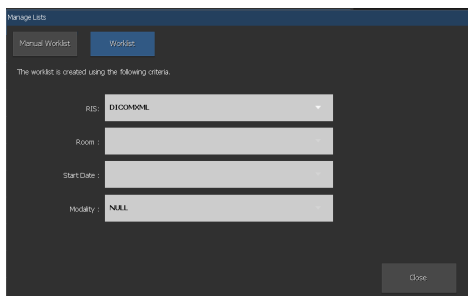 Manage Lists
Manual Worklist
Worklist
The worklist is created using the following criteria.
RIS: DICOMXML
Room :
Start Date :
Modality : NULL
Close